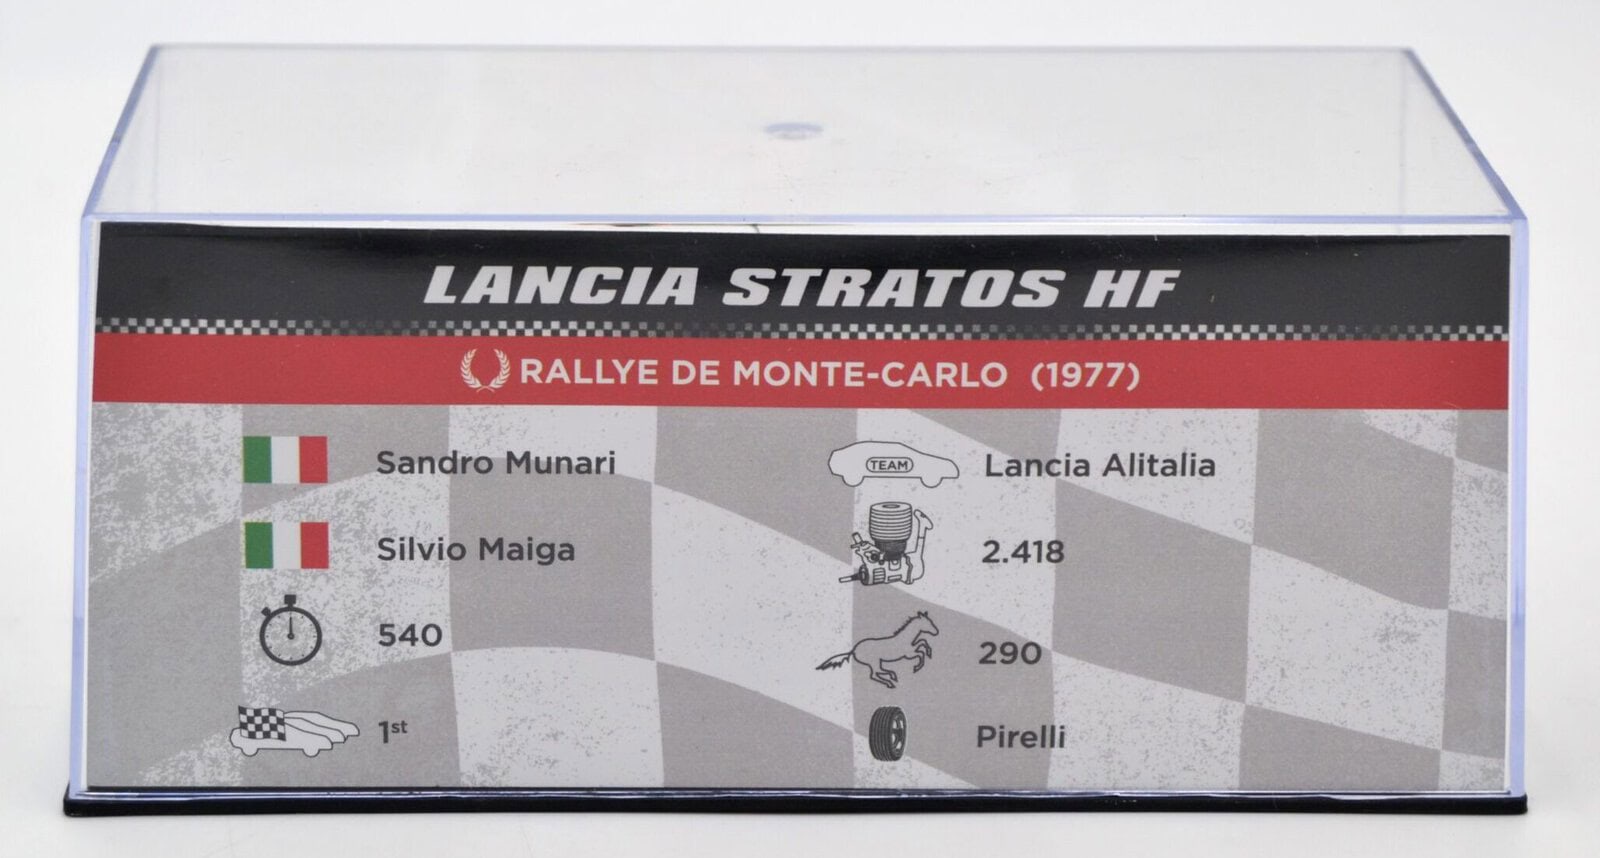 LANCIA STRATOS HF
RALLYE DE MONTE-CARLO (1977)
Sandro Munari
Silvio Maiga
540
1st
TEAM Lancia Alitalia
2.418
290
Pirelli